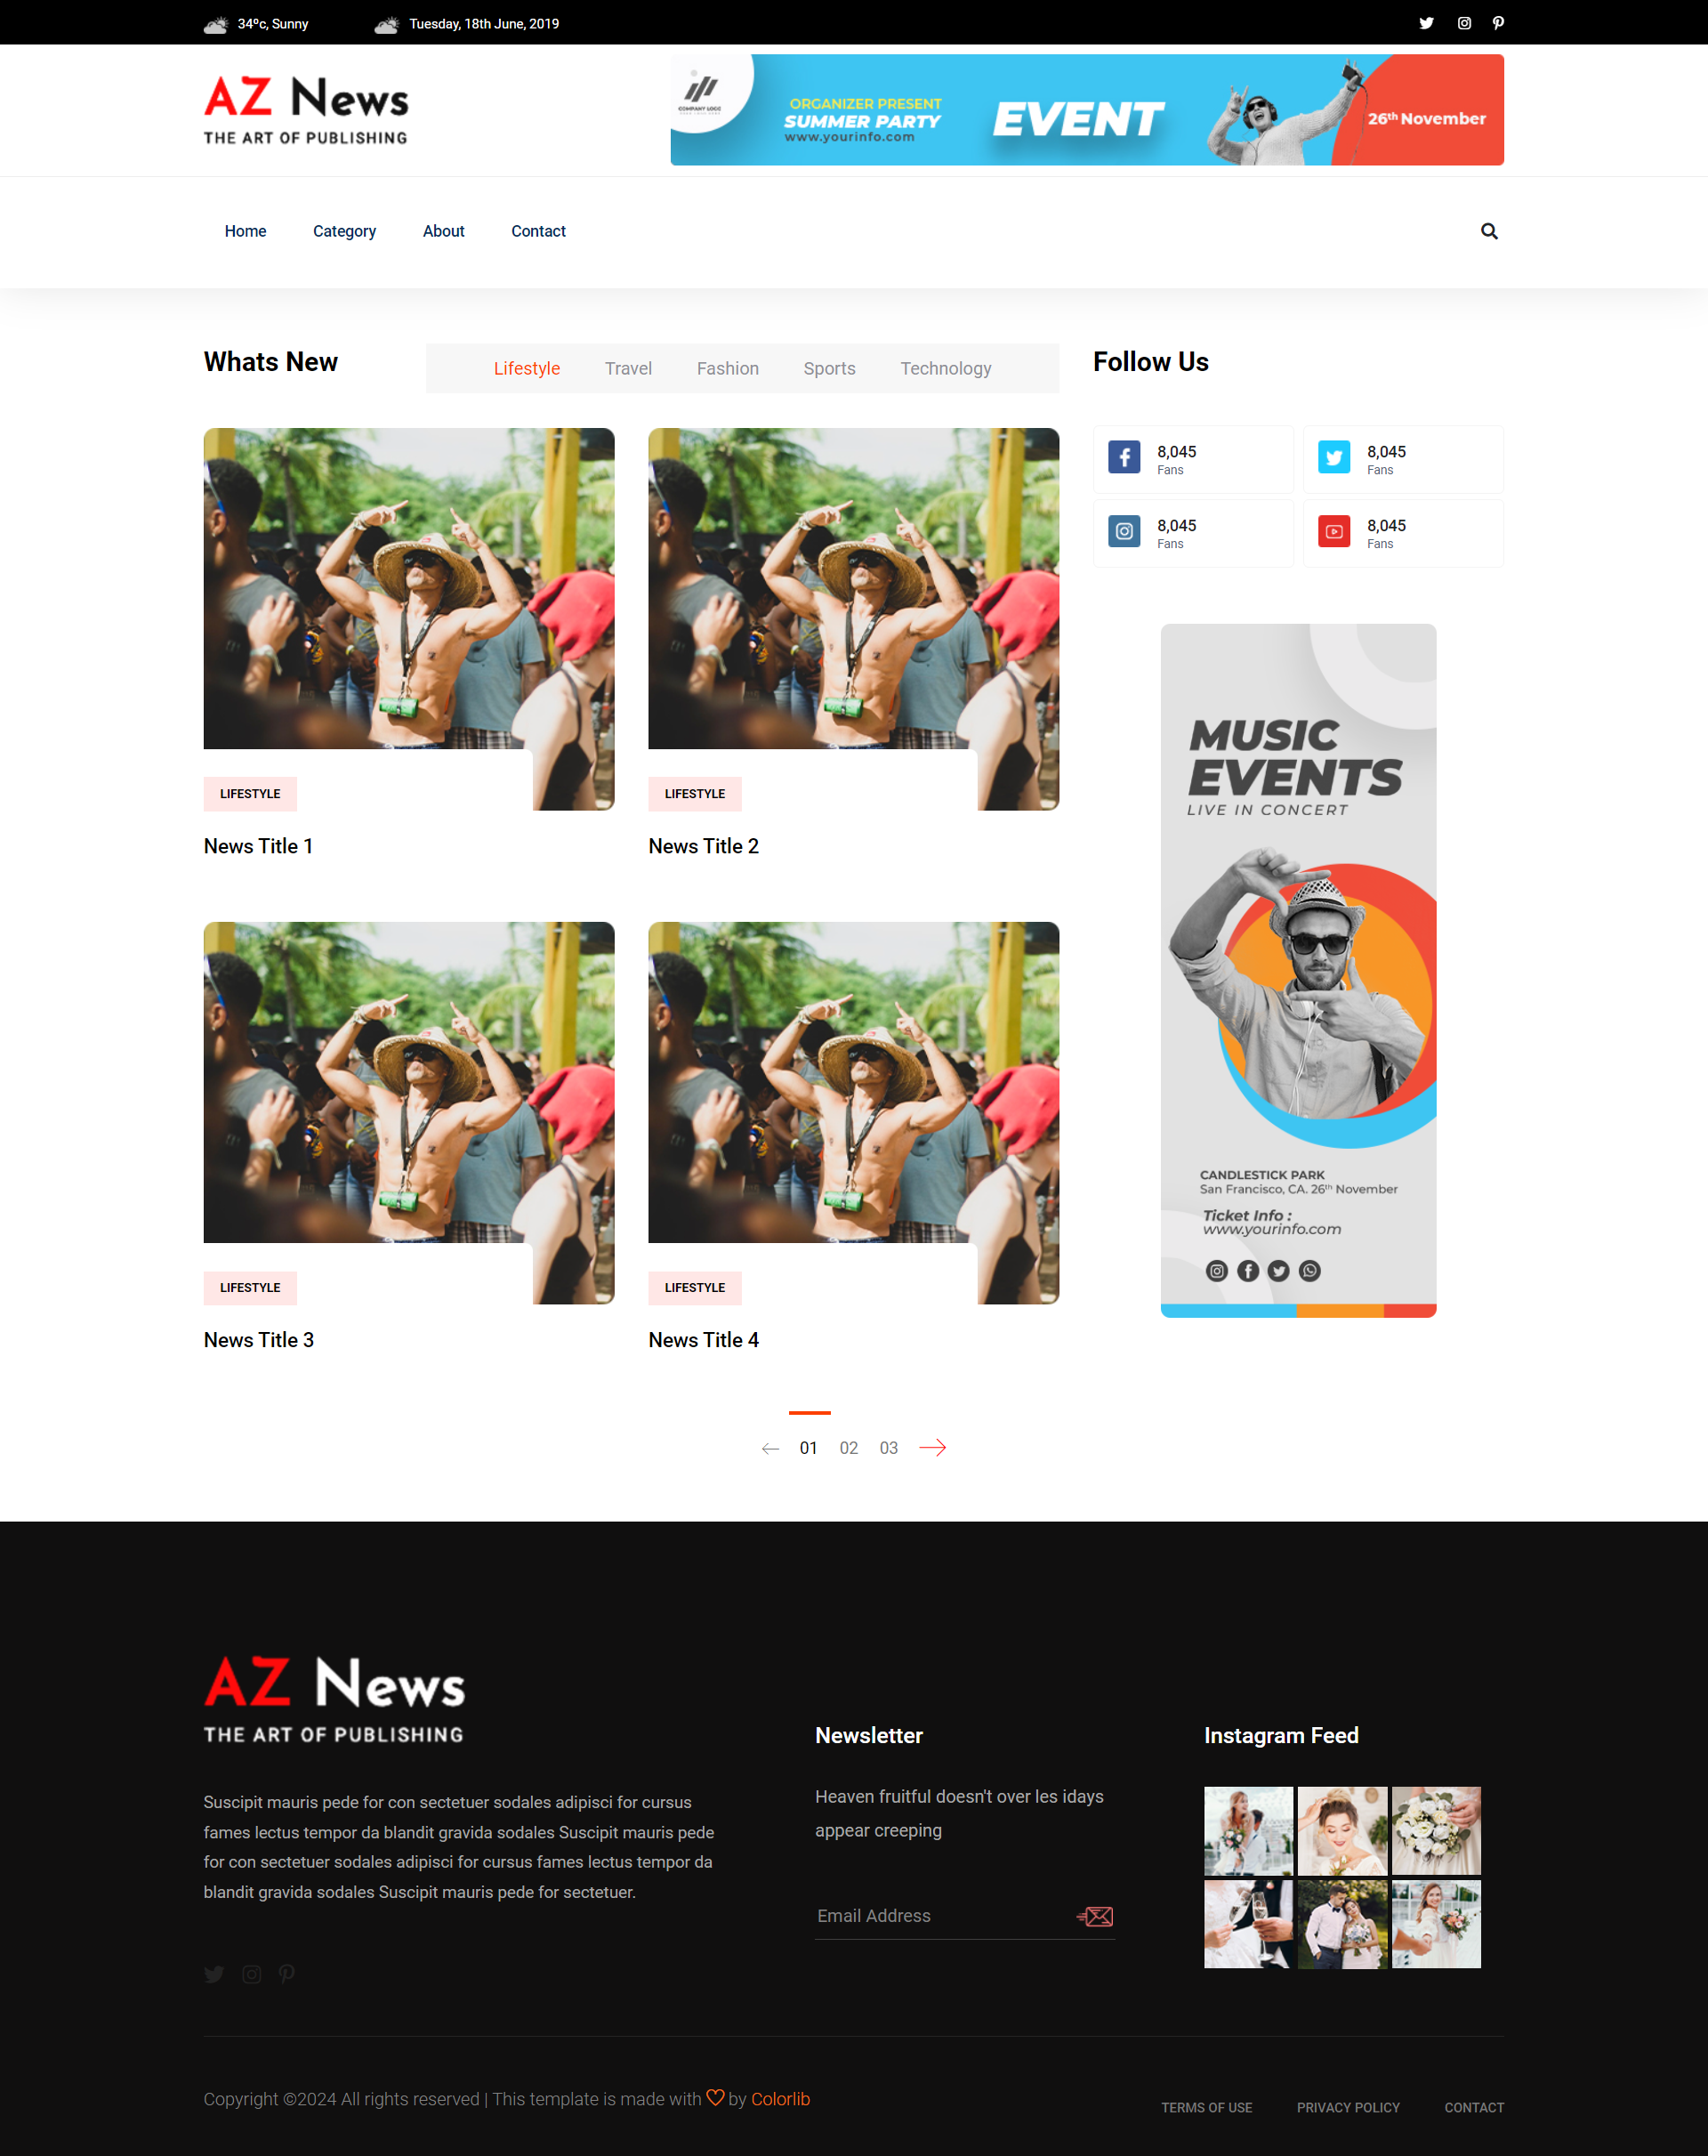 34ºc, Sunny
Tuesday, 18th June, 2019
AZ News
THE ART OF PUBLISHING
COMPANY LOGO
ORGANIZER PRESENT
SUMMER PARTY
www.yourinfo.com
EVENT
26th November
Home
Category
About
Contact
Whats New
Lifestyle
Travel
Fashion
Sports
Technology
Follow Us
8,045
Fans
8,045
Fans
8,045
Fans
8,045
Fans
LIFESTYLE
News Title 1
LIFESTYLE
News Title 2
LIFESTYLE
News Title 3
LIFESTYLE
News Title 4
MUSIC
EVENTS
LIVE IN CONCERT
CANDLESTICK PARK
San Francisco, CA. 26th November
Ticket Info :
www.yourinfo.com
01
02
03
AZ News
THE ART OF PUBLISHING
Suscipit mauris pede for con sectetuer sodales adipisci for cursus
fames lectus tempor da blandit gravida sodales Suscipit mauris pede
for con sectetuer sodales adipisci for cursus fames lectus tempor da
blandit gravida sodales Suscipit mauris pede for sectetuer.
Newsletter
Heaven fruitful doesn't over les idays
appear creeping
Email Address
Instagram Feed
Copyright ©2024 All rights reserved | This template is made with ♡ by Colorlib
TERMS OF USE
PRIVACY POLICY
CONTACT